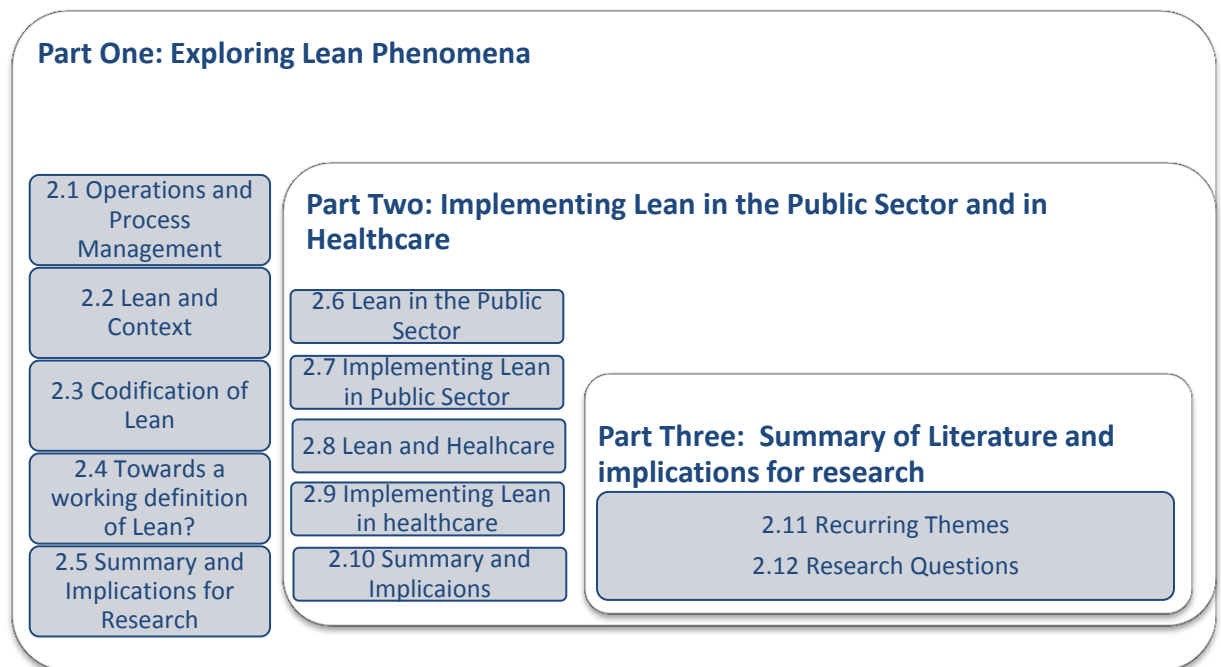 Part One: Exploring Lean Phenomena
2.1 Operations and
Process
Management
2.2 Lean and
Context
2.3 Codification of
Lean
2.4 Towards a
working definition
of Lean?
2.5 Summary and
Implications for
Research
Part Two: Implementing Lean in the Public Sector and in
Healthcare
2.6 Lean in the Public
Sector
2.7 Implementing Lean
in Public Sector
2.8 Lean and Healhcare
2.9 Implementing Lean
in healthcare
2.10 Summary and
Implicaions
Part Three: Summary of Literature and
implications for research
2.11 Recurring Themes
2.12 Research Questions